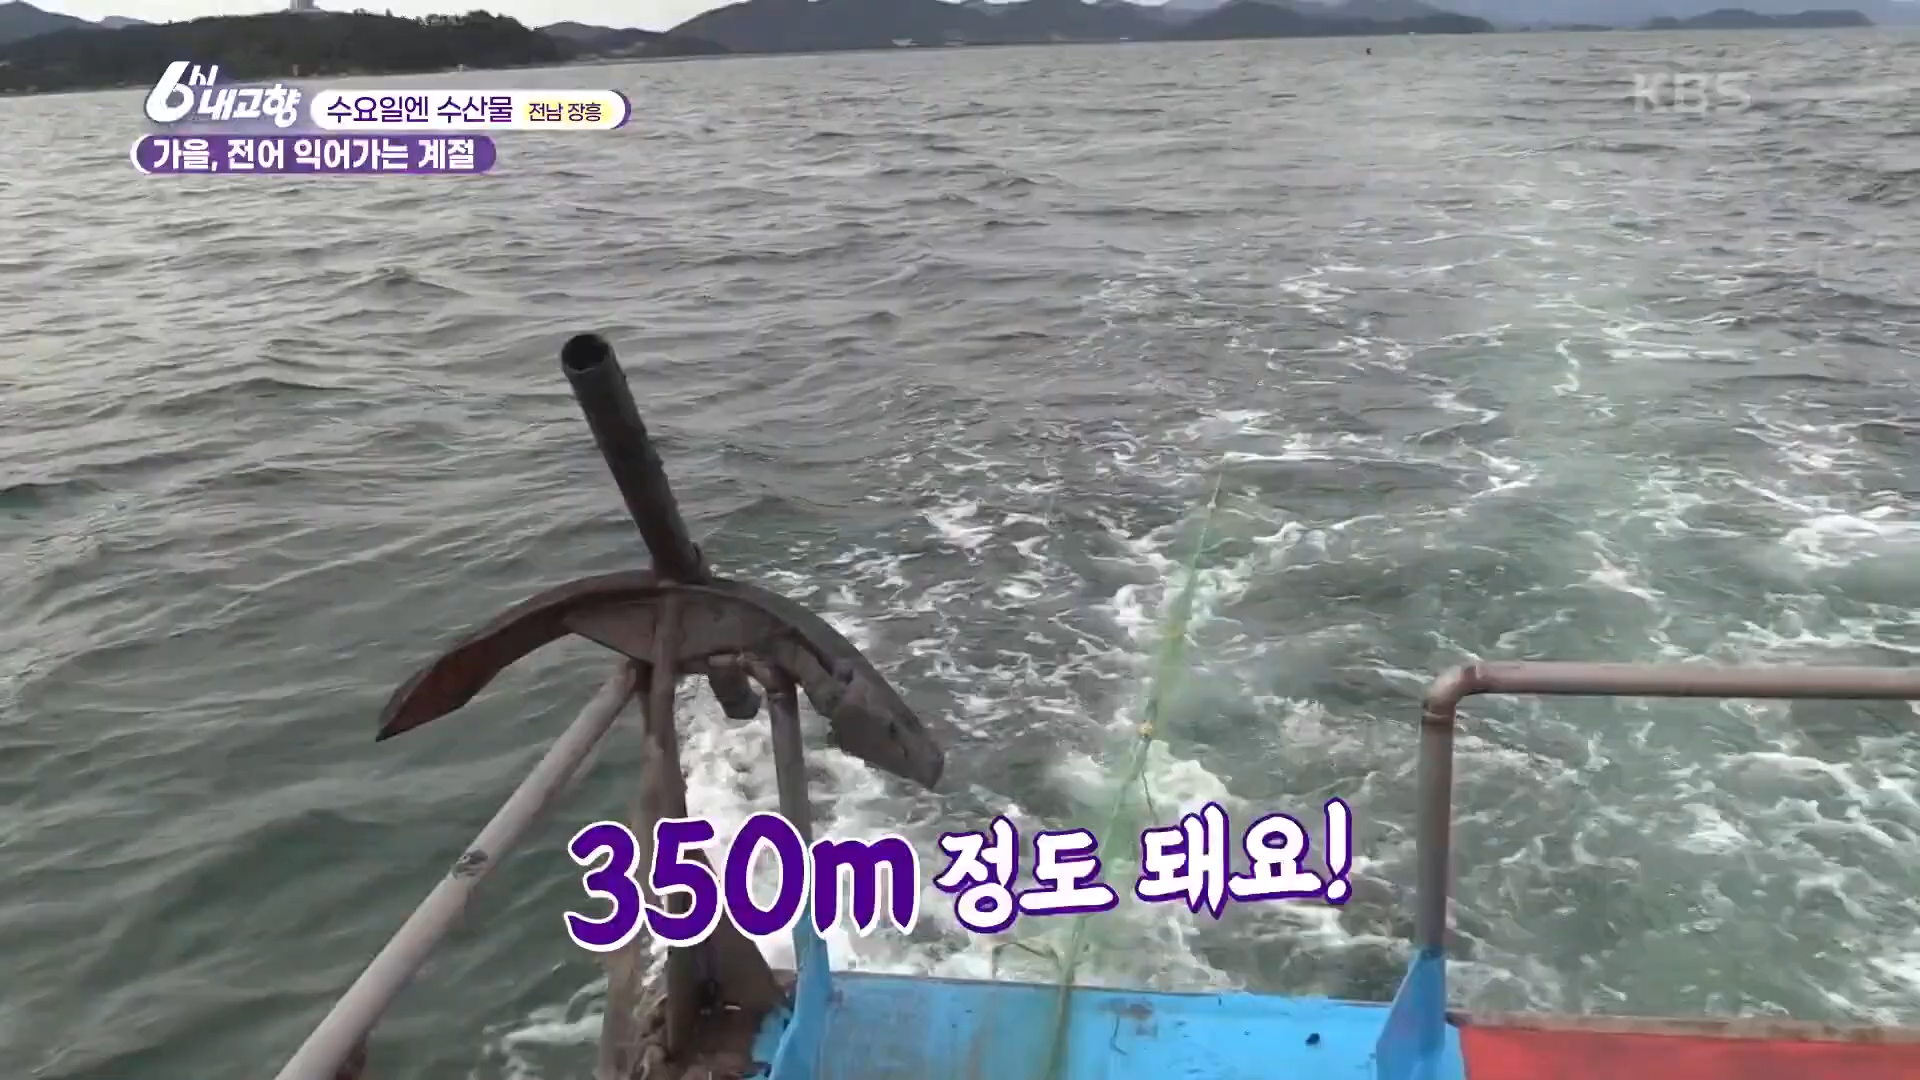 6시 내고향 수요일엔 수산물 전남 장흥
KBS
가을, 전어 익어가는 계절
350m 정도 돼요!